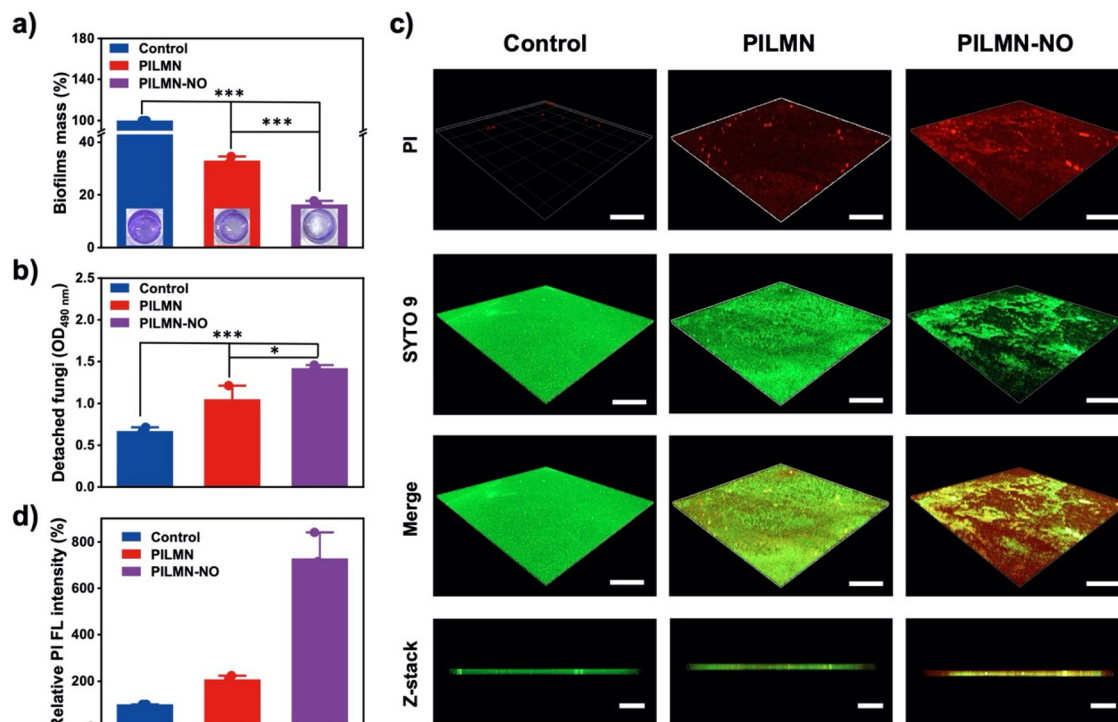 a)
180
140
100
40
20
0
Biofilms mass (%)
Control
PILMN
PILMN-NO
***
***
b)
2.5
2.0
1.5
1.0
0.5
0.0
Detached fungi (OD490 nm)
Control
PILMN
PILMN-NO
***
*
d)
800
600
400
200
Relative PI FL intensity (%)
Control
PILMN
PILMN-NO
c)
Control
PILMN
PILMN-NO
PI
SYTO 9
Merge
Z-stack